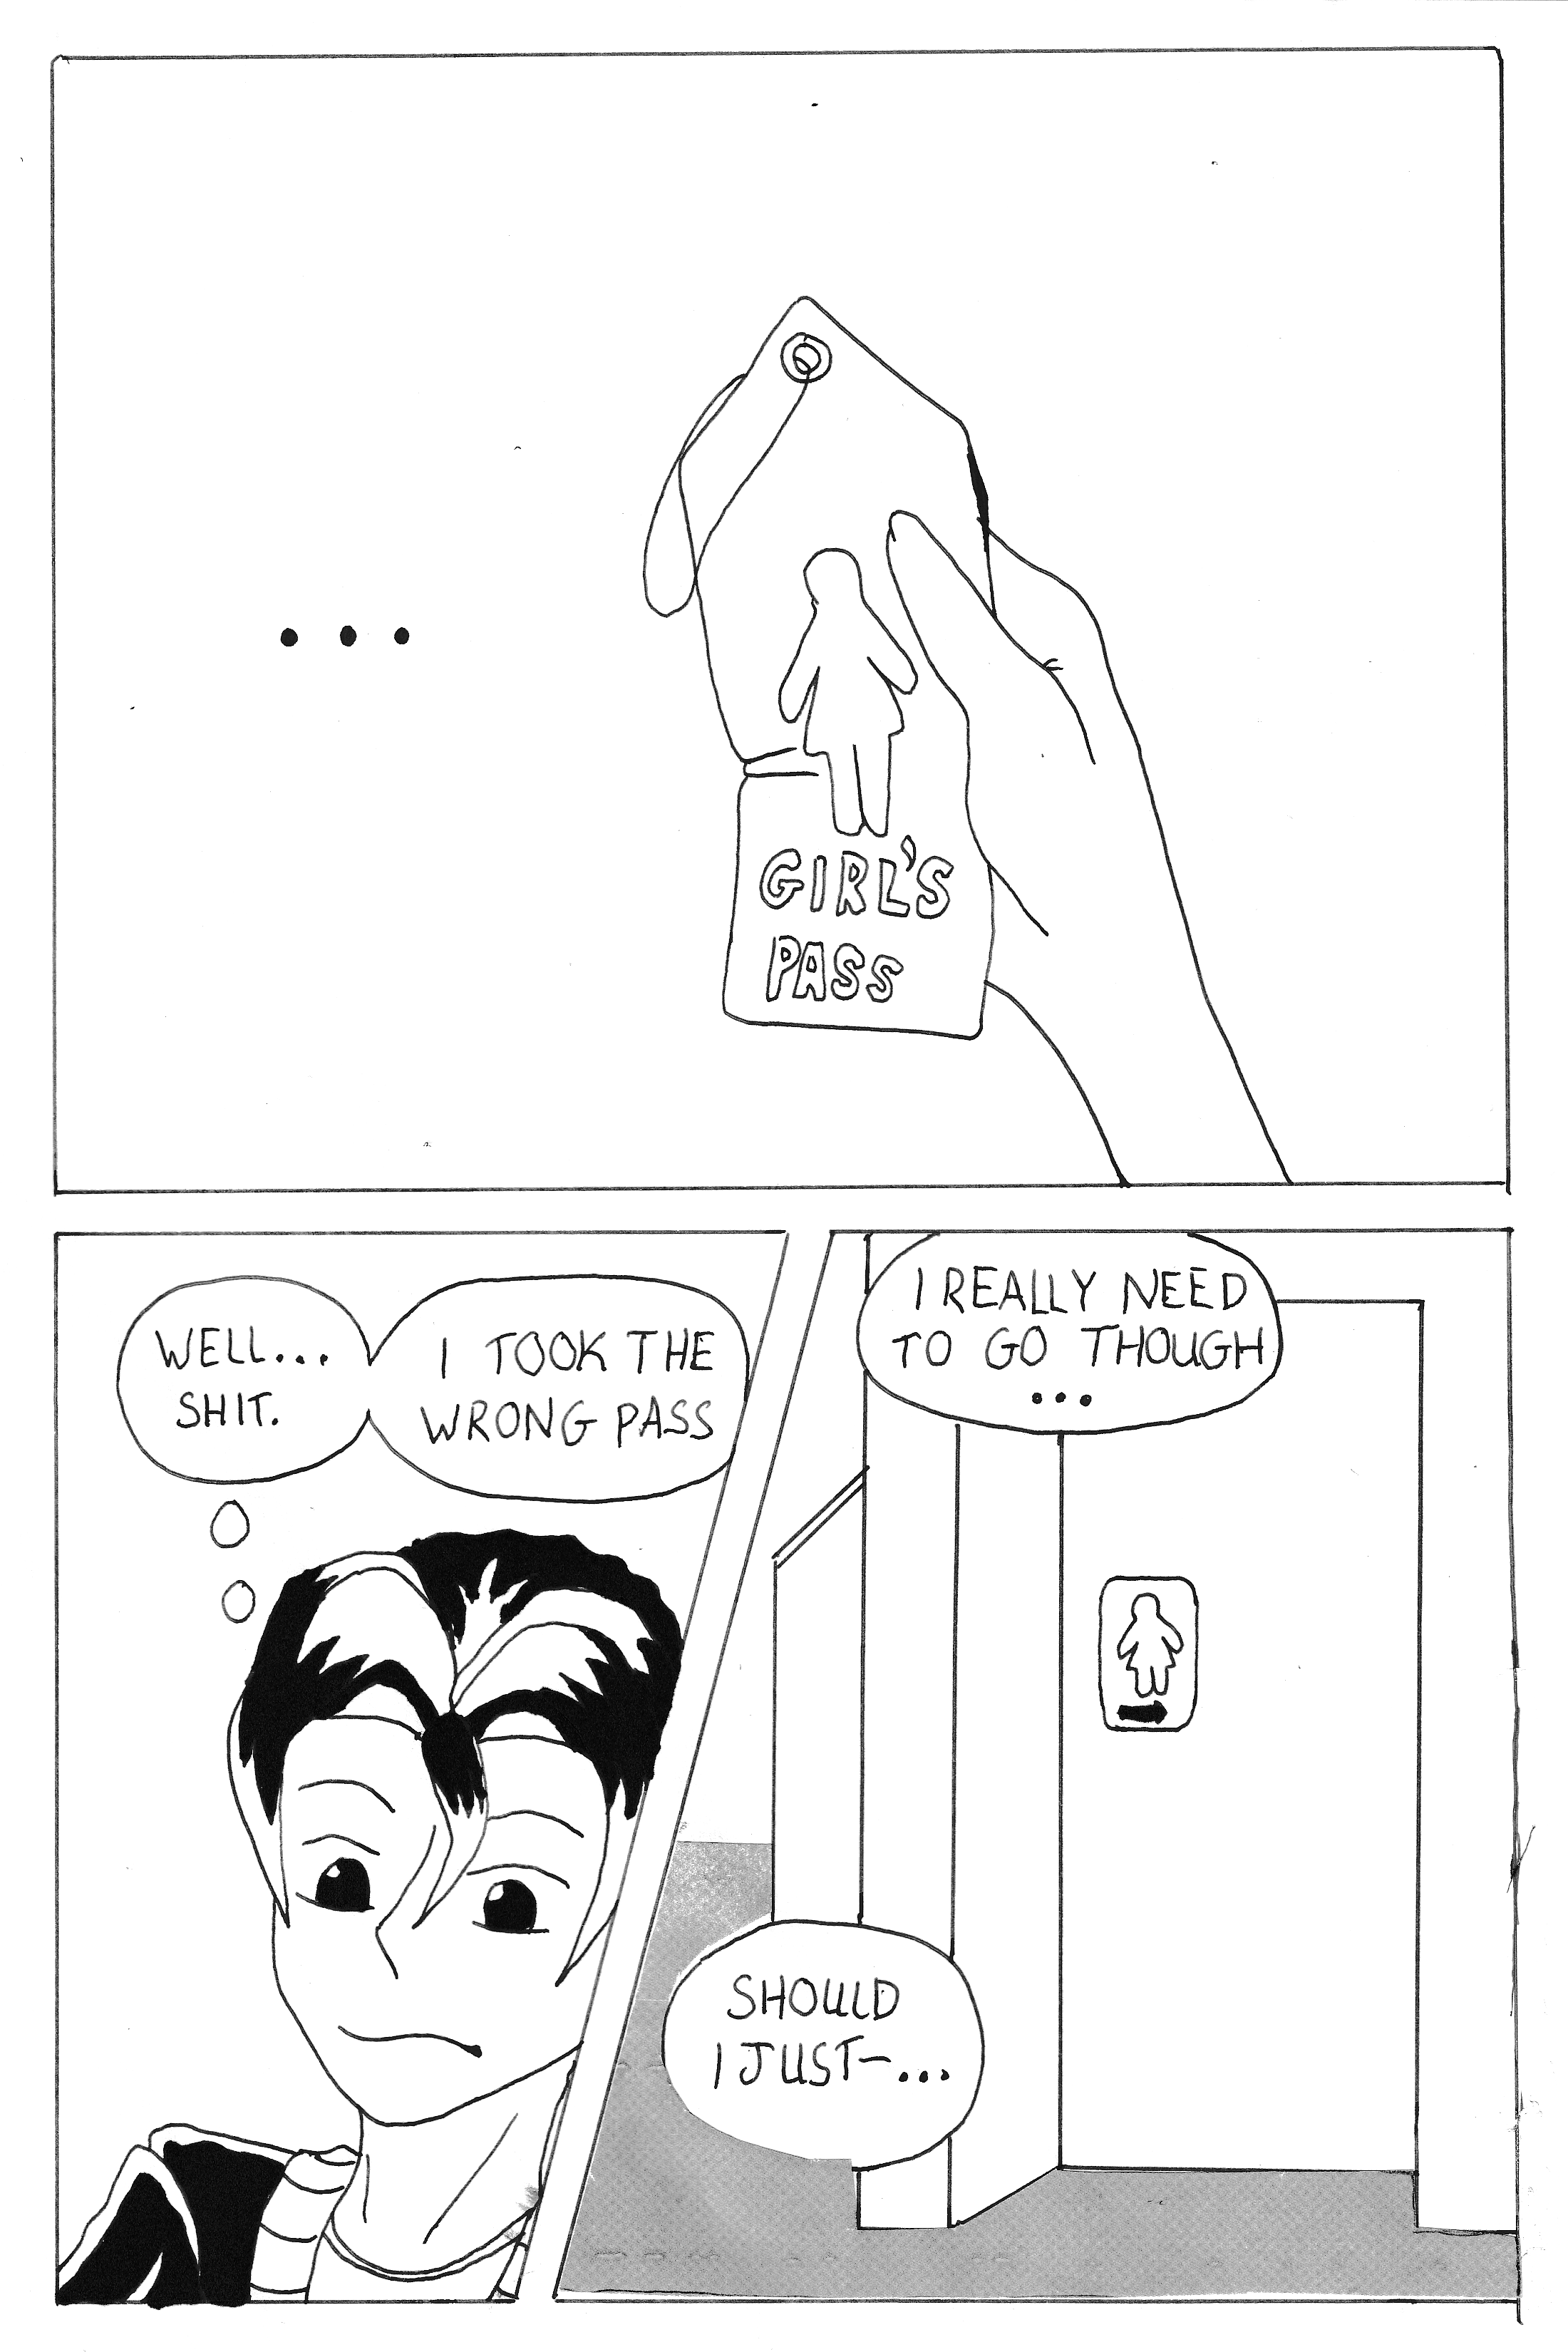 ...
GIRL'S
PASS
WELL...
SHIT.
I TOOK THE
WRONG PASS
I REALLY NEED
TO GO THOUGH
...
SHOULD
I JUST-...